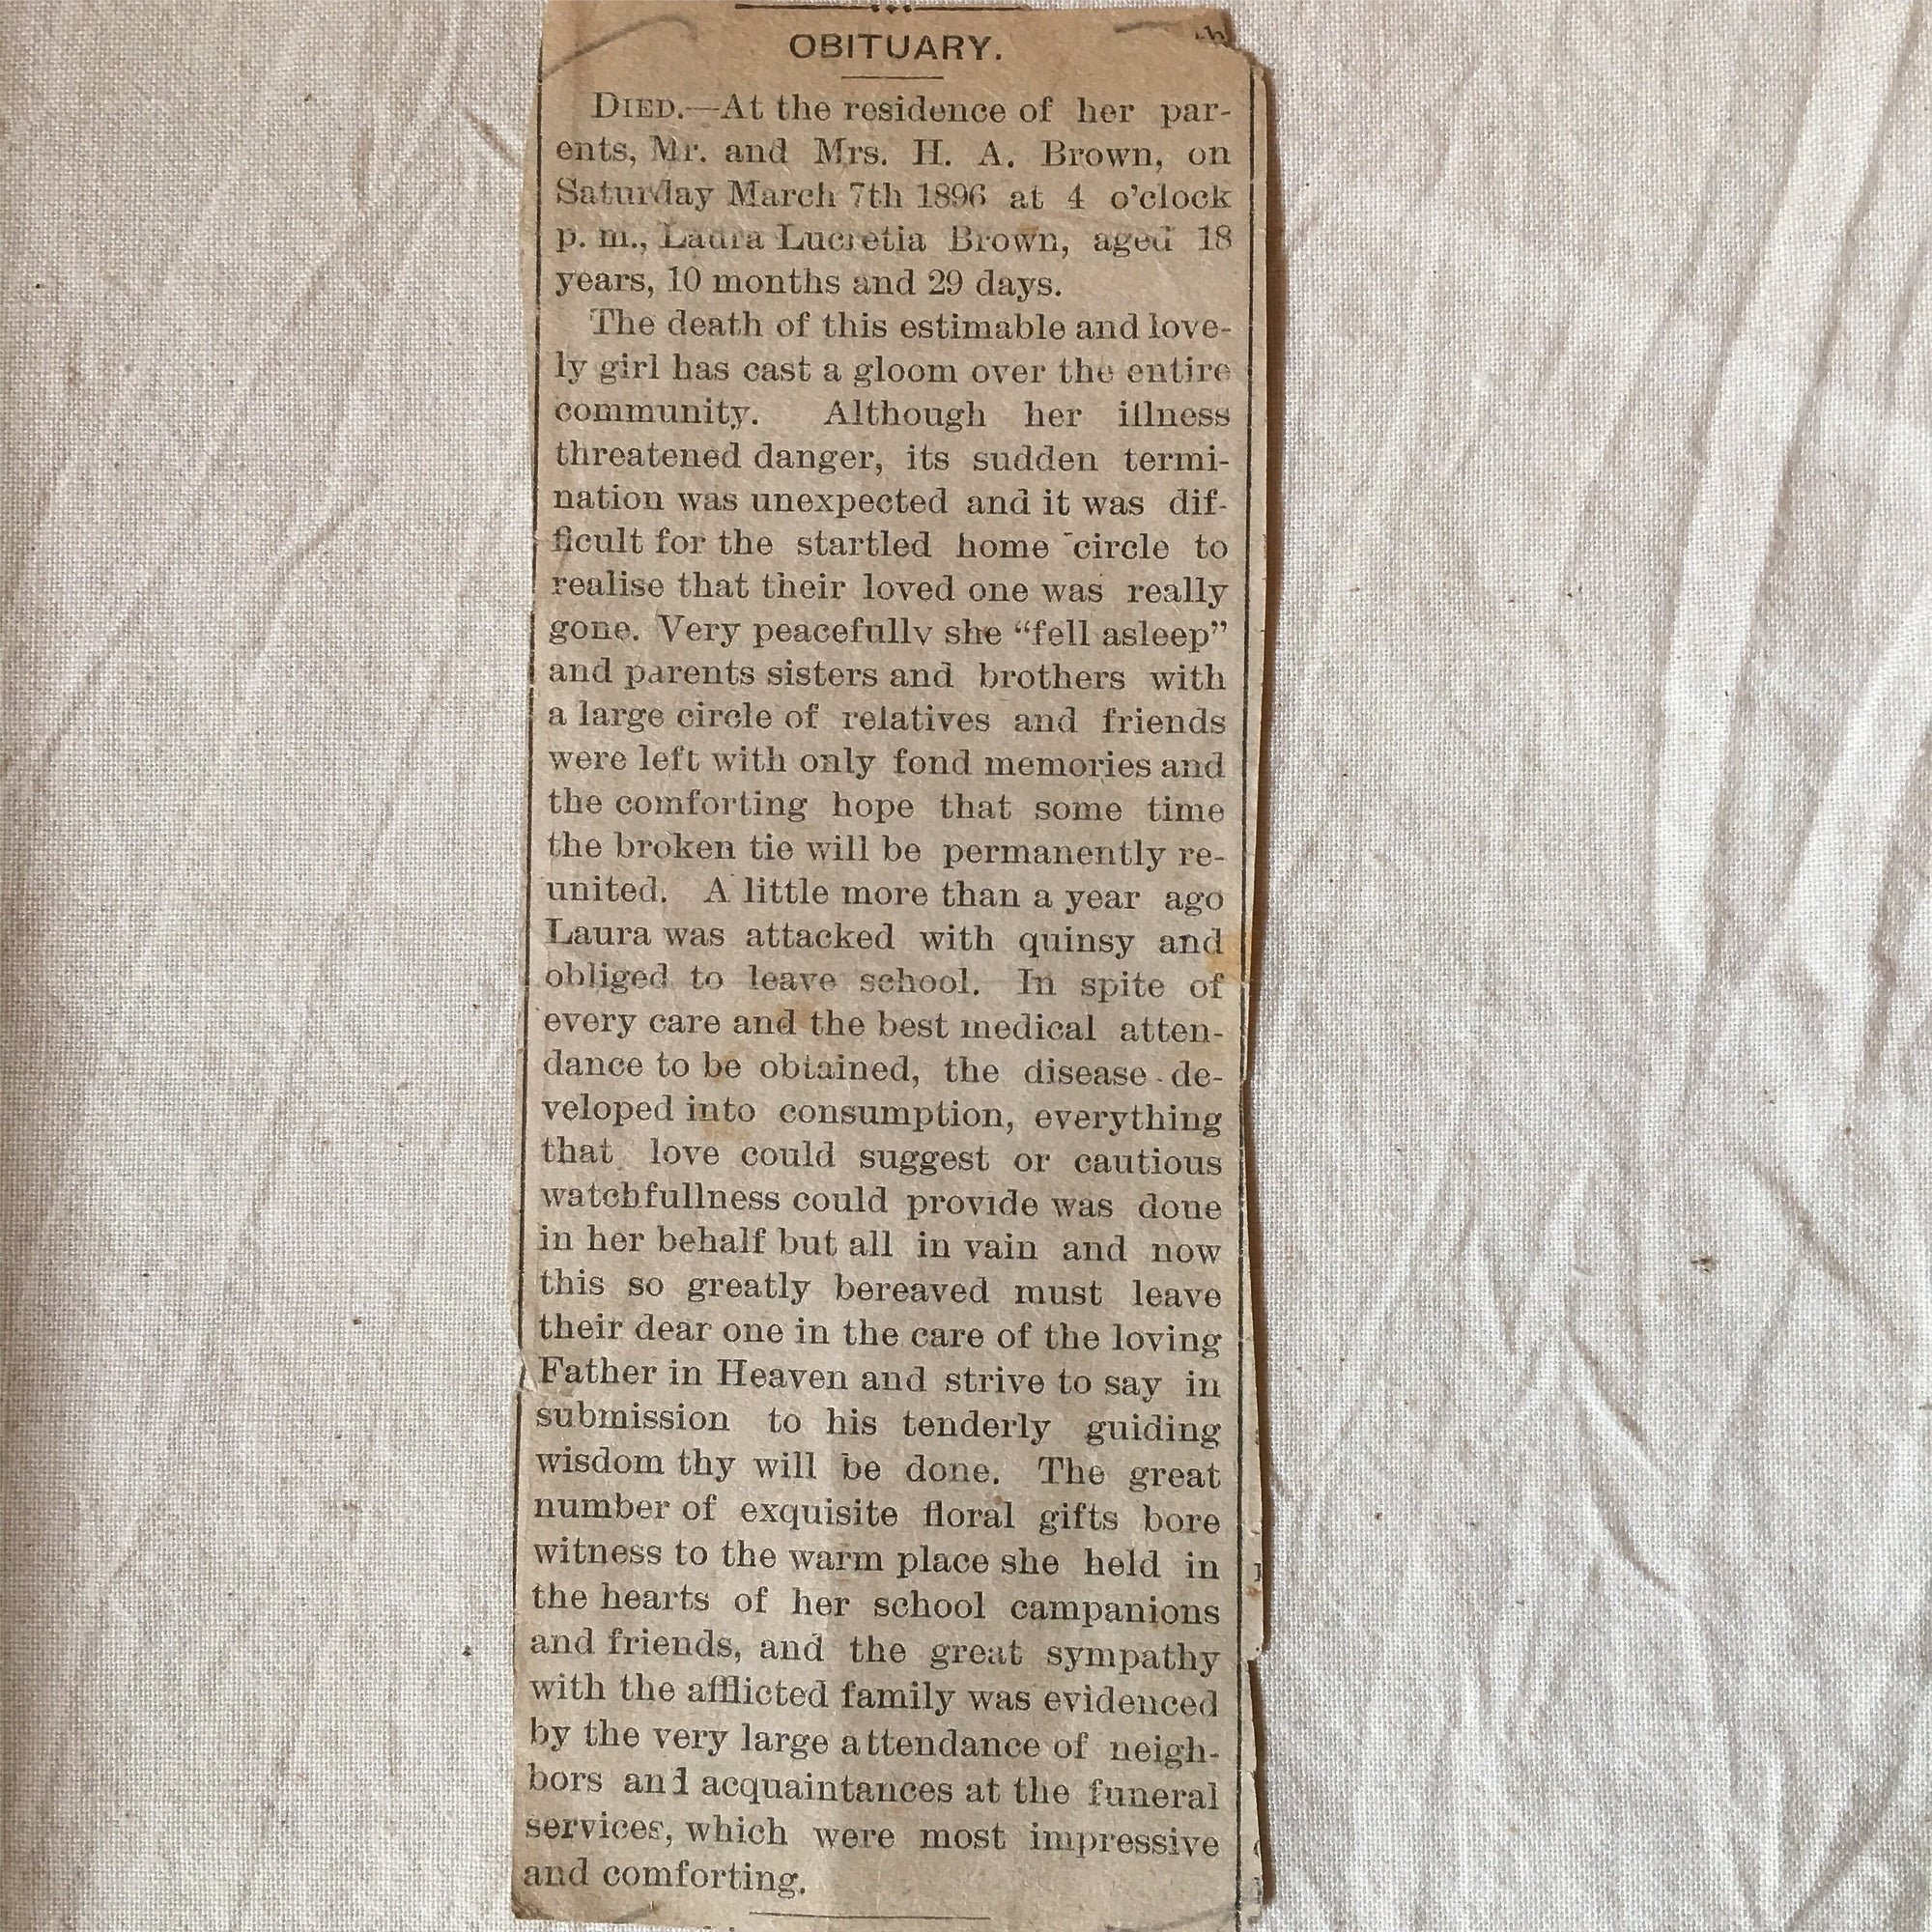 OBITUARY.
DIED.—At the residence of her par-
ents, Mr. and Mrs. H. A. Brown, on
Saturday March 7th 1896 at 4 o'clock
p. m., Laura Lucretia Brown, aged 18
years, 10 months and 29 days.
The death of this estimable and love-
ly girl has cast a gloom over the entire
community. Although her illness
threatened danger, its sudden termi-
nation was unexpected and it was dif-
ficult for the startled home circle to
realise that their loved one was really
gone. Very peacefully she “fell asleep”
and parents sisters and brothers with
a large circle of relatives and friends
were left with only fond memories and
the comforting hope that some time
the broken tie will be permanently re-
united. A little more than a year ago
Laura was attacked with quinsy and
obliged to leave school. In spite of
every care and the best medical atten-
dance to be obtained, the disease de-
veloped into consumption, everything
that love could suggest or cautious
watchfullness could provide was done
in her behalf but all in vain and now
this so greatly bereaved must leave
their dear one in the care of the loving
Father in Heaven and strive to say in
submission to his tenderly guiding
wisdom thy will be done. The great
number of exquisite floral gifts bore
witness to the warm place she held in
the hearts of her school campanions
and friends, and the great sympathy
with the afflicted family was evidenced
by the very large attendance of neigh-
bors and acquaintances at the funeral
services, which were most impressive
and comforting.